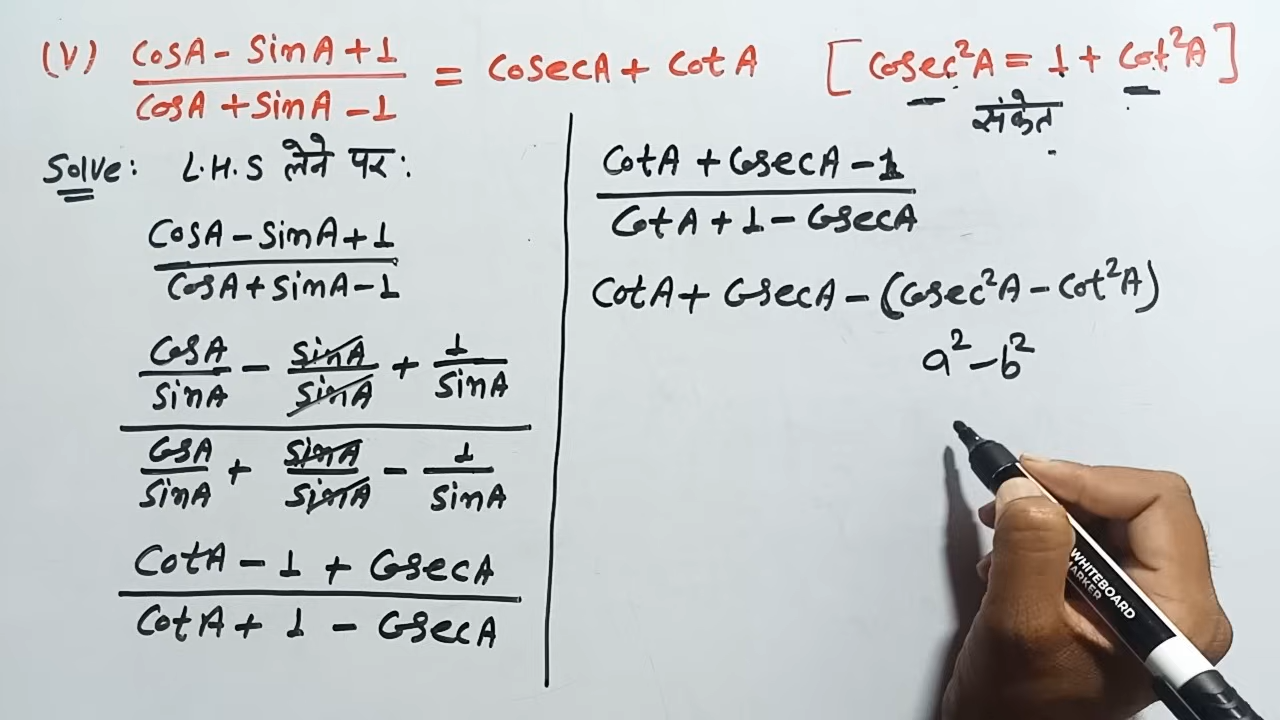 (V) CosA - SinA + 1 / CosA + SinA - 1 = CosecA + CotA [Cosec²A = 1 + Cot²A]
संकेत
Solve: L.H.S लेने पर:
CosA - SinA + 1
CosA + SinA - 1
CosA/SinA - SinA/SinA + 1/SinA
CosA/SinA + SinA/SinA - 1/SinA
CotA - 1 + CosecA
CotA + 1 - CosecA
CotA + CosecA - 1
CotA + 1 - CosecA
CotA + CosecA - (Cosec²A - Cot²A)
a² - b²
WHITEBOARD
MARKER